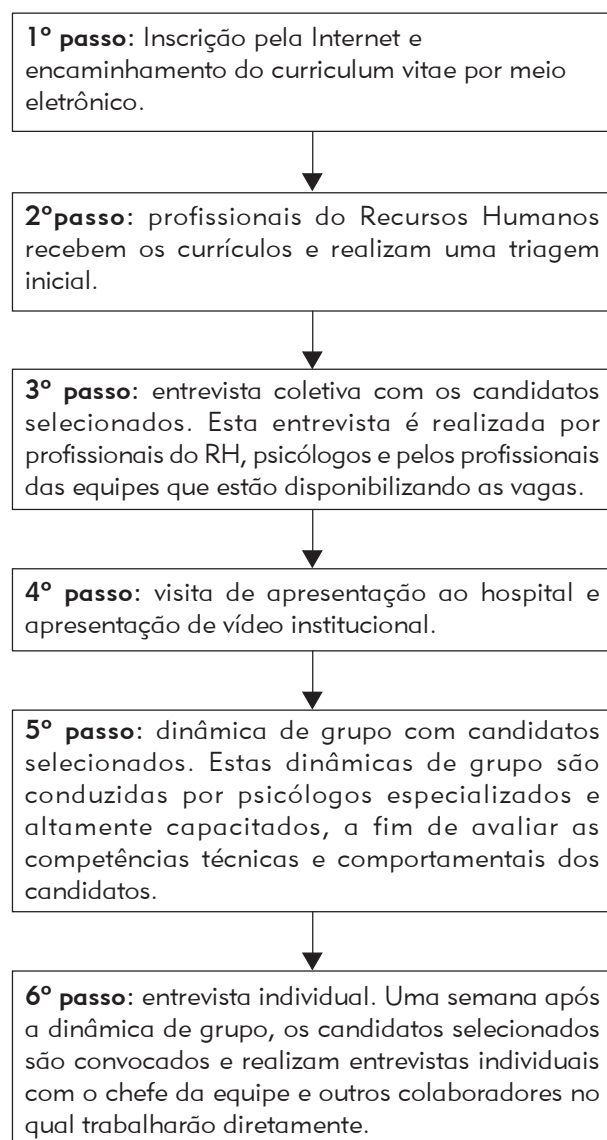 1º passo: Inscrição pela Internet e
encaminhamento do curriculum vitae por meio
eletrônico.
2ºpasso: profissionais do Recursos Humanos
recebem os currículos e realizam uma triagem
inicial.
3º passo: entrevista coletiva com os candidatos
selecionados. Esta entrevista é realizada por
profissionais do RH, psicólogos e pelos profissionais
das equipes que estão disponibilizando as vagas.
4º passo: visita de apresentação ao hospital e
apresentação de vídeo institucional.
5º passo: dinâmica de grupo com candidatos
selecionados. Estas dinâmicas de grupo são
conduzidas por psicólogos especializados e
altamente capacitados, a fim de avaliar as
competências técnicas e comportamentais dos
candidatos.
6º passo: entrevista individual. Uma semana após
a dinâmica de grupo, os candidatos selecionados
são convocados e realizam entrevistas individuais
com o chefe da equipe e outros colaboradores no
qual trabalharão diretamente.